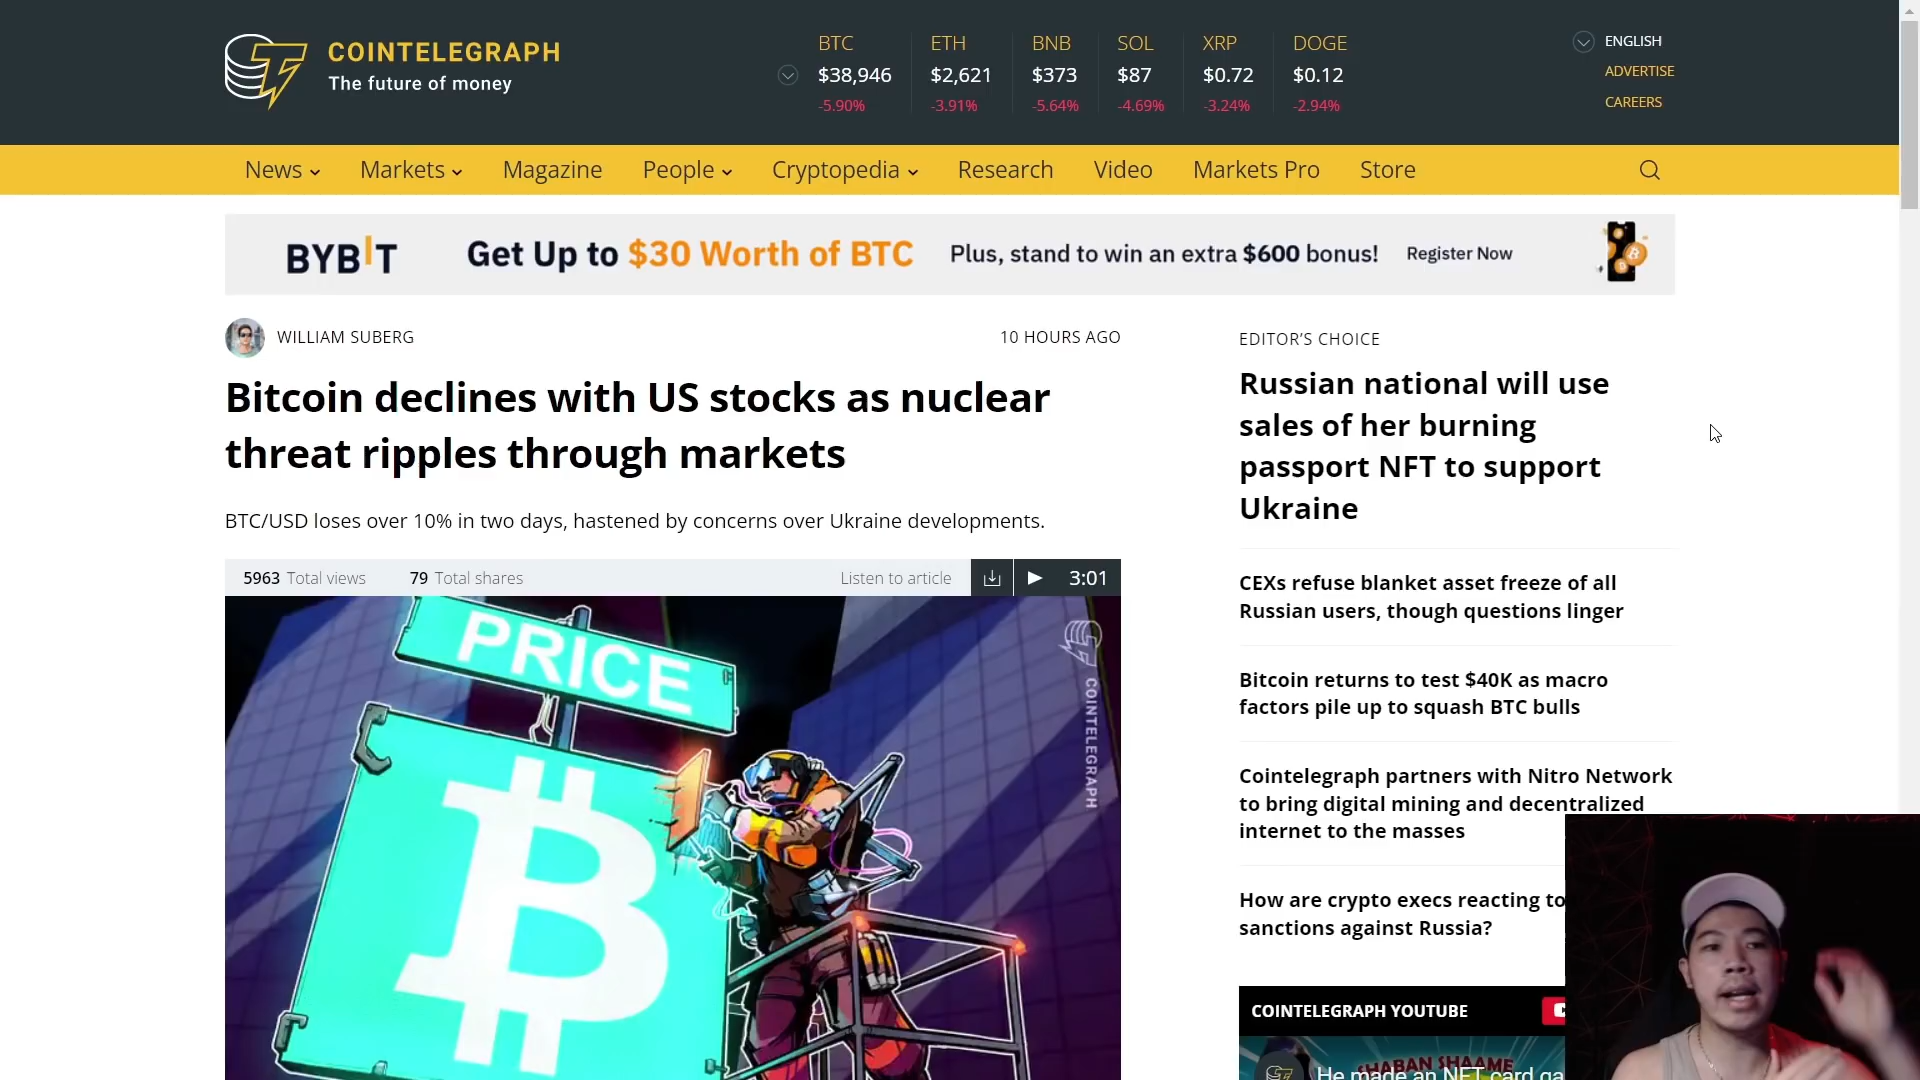 COINTELEGRAPH
The future of money
BTC ETH BNB SOL XRP DOGE
$38,946 $2,621 $373 $87 $0.72 $0.12
-5.90% -3.91% -5.64% -4.69% -3.24% -2.94%
ENGLISH
ADVERTISE
CAREERS
News Markets Magazine People Cryptopedia Research Video Markets Pro Store
BYBIT Get Up to $30 Worth of BTC Plus, stand to win an extra $600 bonus! Register Now
WILLIAM SUBERG 10 HOURS AGO
Bitcoin declines with US stocks as nuclear
threat ripples through markets
BTC/USD loses over 10% in two days, hastened by concerns over Ukraine developments.
5963 Total views 79 Total shares Listen to article 3:01
PRICE
COINTELEGRAPH
EDITOR'S CHOICE
Russian national will use
sales of her burning
passport NFT to support
Ukraine
CEXs refuse blanket asset freeze of all
Russian users, though questions linger
Bitcoin returns to test $40K as macro
factors pile up to squash BTC bulls
Cointelegraph partners with Nitro Network
to bring digital mining and decentralized
internet to the masses
How are crypto execs reacting to
sanctions against Russia?
COINTELEGRAPH YOUTUBE
SHABAN SHAAME
He made an NFT card ga